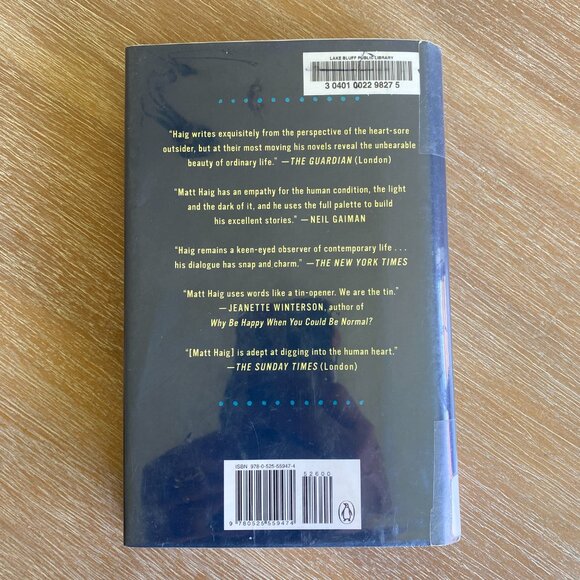 LAKE BLUFF PUBLIC LIBRARY
3 0401 0022 9827 5
"Haig writes exquisitely from the perspective of the heart-sore
outsider, but at their most moving his novels reveal the unbearable
beauty of ordinary life." —THE GUARDIAN (London)
"Matt Haig has an empathy for the human condition, the light
and the dark of it, and he uses the full palette to build
his excellent stories." —NEIL GAIMAN
"Haig remains a keen-eyed observer of contemporary life . . .
his dialogue has snap and charm." —THE NEW YORK TIMES
"Matt Haig uses words like a tin-opener. We are the tin."
—JEANETTE WINTERSON, author of
Why Be Happy When You Could Be Normal?
"[Matt Haig] is adept at digging into the human heart,"
—THE SUNDAY TIMES (London)
ISBN 978-0-525-55947-4
52600
9 780525 559474